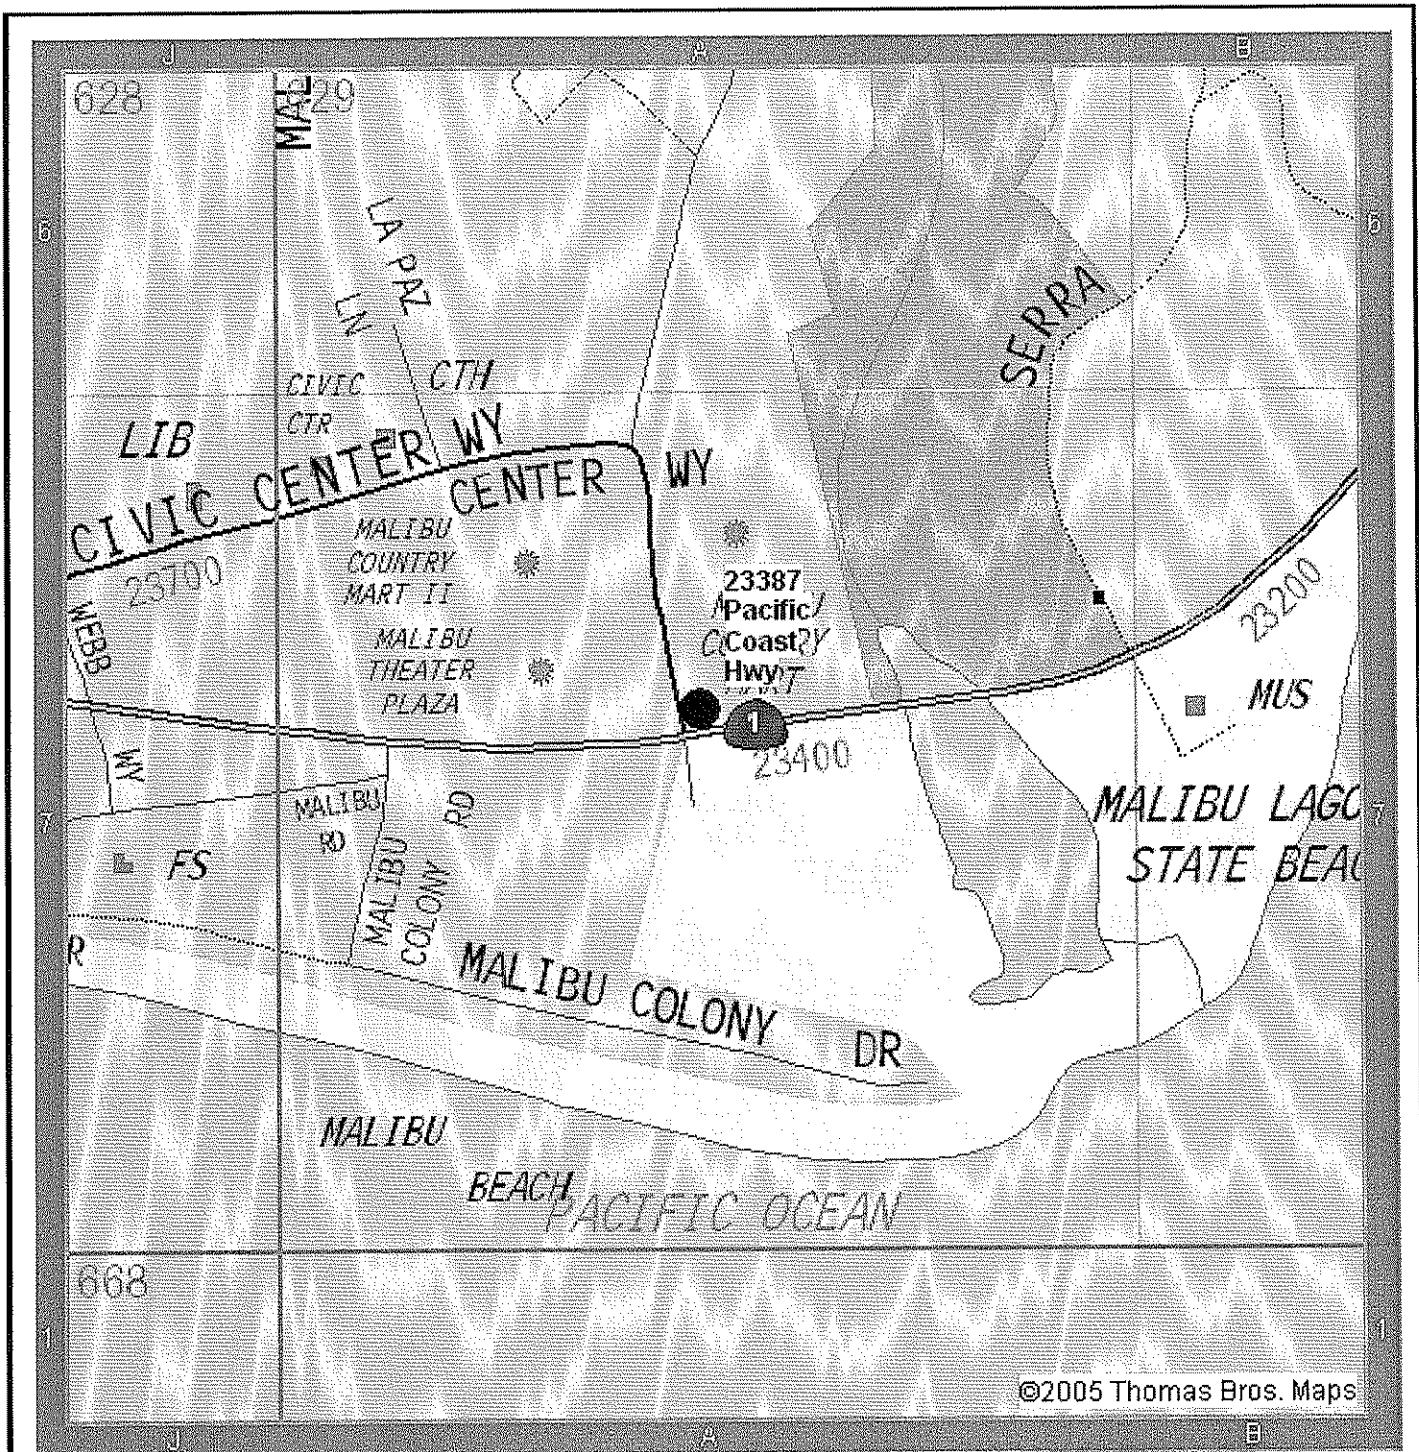 J A B
628
MAL
629
6 6
LA PAZ
LN
SERRA
CIVIC
CTR
CTH
LIB
CIVIC CENTER WY
CENTER WY
MALIBU
COUNTRY
MART II
23700
23387
Pacific
Coast
Hwy
WEBB
WY
MALIBU
THEATER
PLAZA
1
23400
23200
MUS
7 7
MALIBU
RD
MALIBU
COLONY
RD
FS
MALIBU LAGO
STATE BEAC
R
MALIBU COLONY DR
MALIBU
BEACH
PACIFIC OCEAN
668
1 1
©2005 Thomas Bros. Maps
J A B